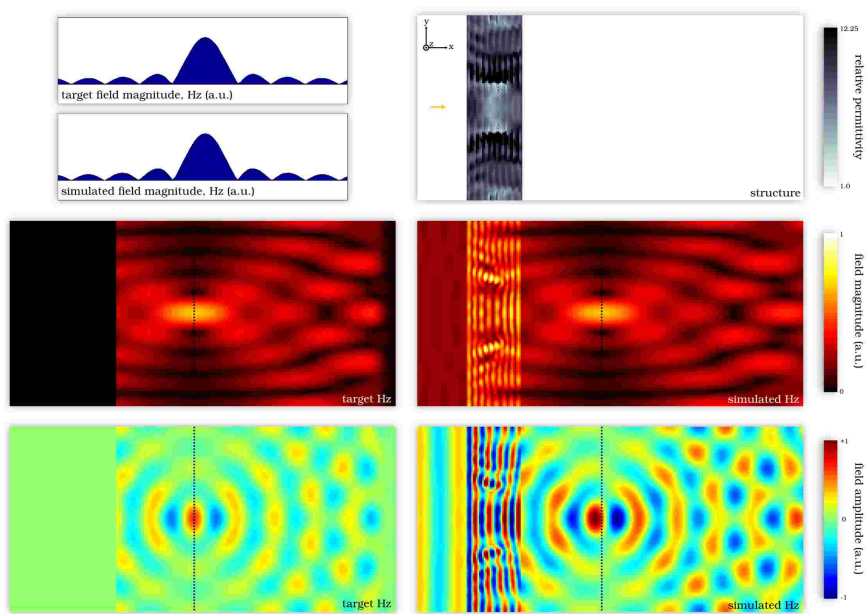 target field magnitude, Hz (a.u.)
simulated field magnitude, Hz (a.u.)
y
z
x
structure
12.25
relative permittivity
1.0
target Hz
simulated Hz
1
field magnitude (a.u.)
0
target Hz
simulated Hz
+1
field amplitude (a.u.)
0
-1